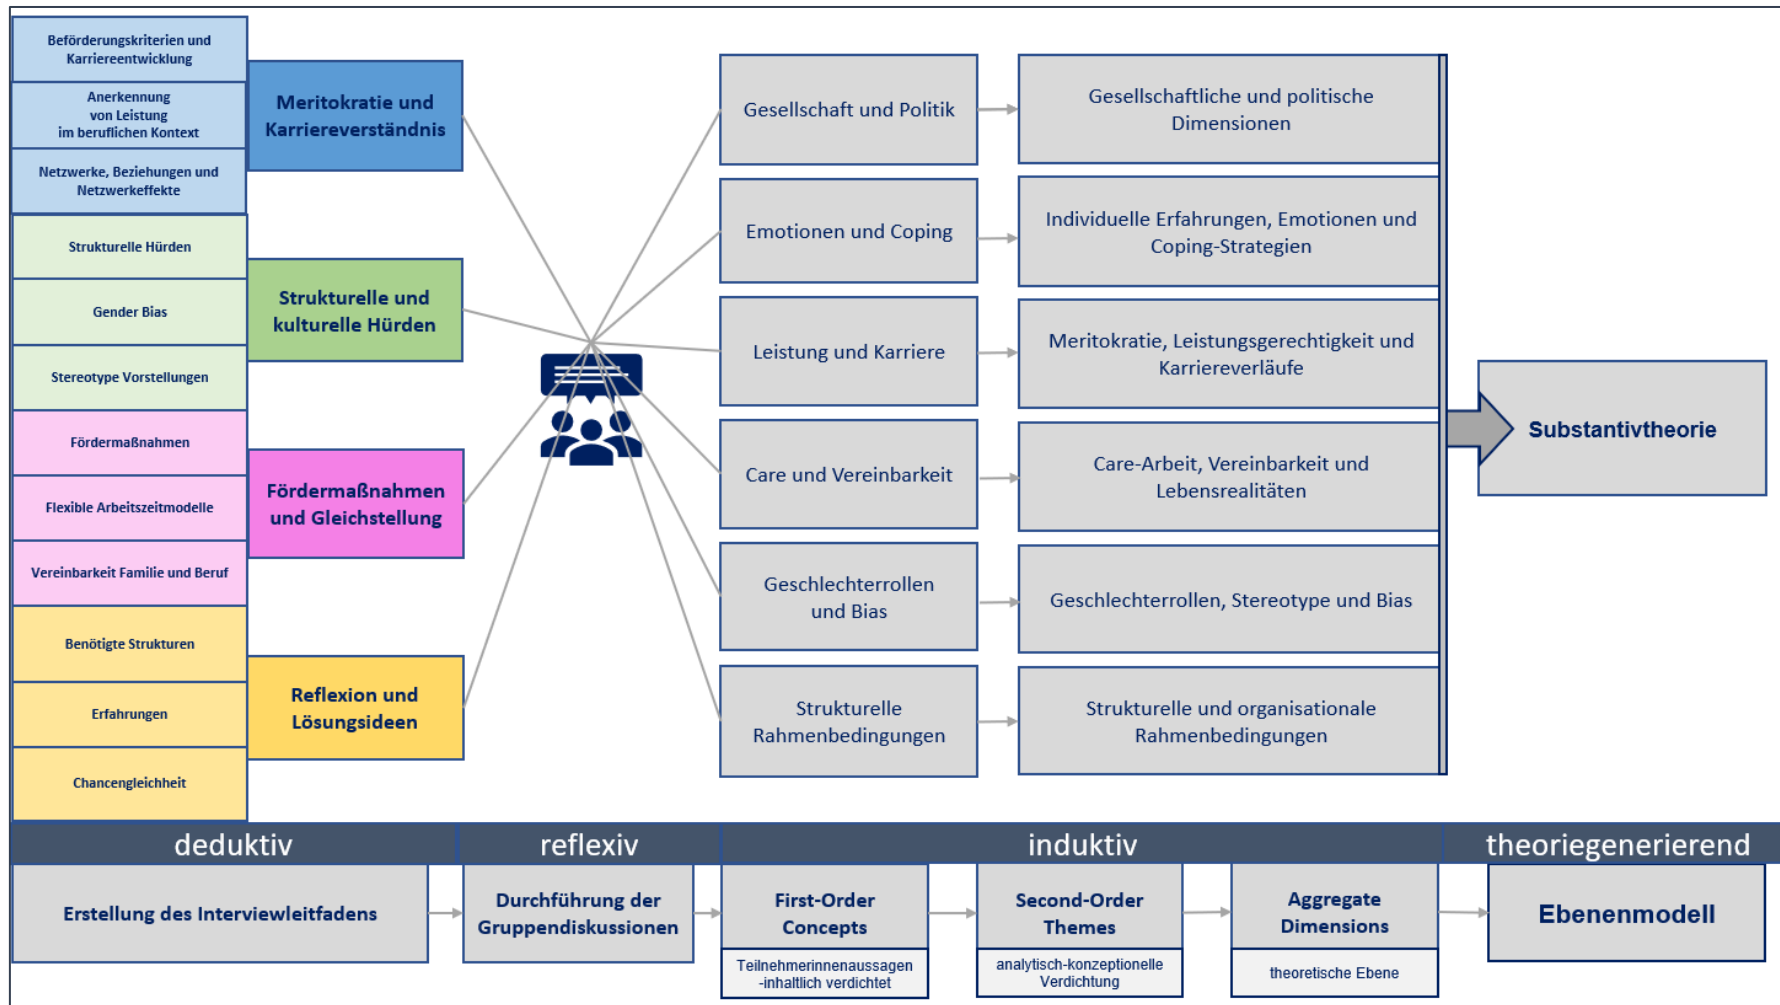 Beförderungskriterien und
Karriereentwicklung
Anerkennung
von Leistung
im beruflichen Kontext
Netzwerke, Beziehungen und
Netzwerkeffekte
Strukturelle Hürden
Gender Bias
Stereotype Vorstellungen
Fördermaßnahmen
Flexible Arbeitszeitmodelle
Vereinbarkeit Familie und Beruf
Benötigte Strukturen
Erfahrungen
Chancengleichheit
Meritokratie und
Karriereverständnis
Strukturelle und
kulturelle Hürden
Fördermaßnahmen
und Gleichstellung
Reflexion und
Lösungsideen
Gesellschaft und Politik
Emotionen und Coping
Leistung und Karriere
Care und Vereinbarkeit
Geschlechterrollen
und Bias
Strukturelle
Rahmenbedingungen
Gesellschaftliche und politische
Dimensionen
Individuelle Erfahrungen, Emotionen und
Coping-Strategien
Meritokratie, Leistungsgerechtigkeit und
Karriereverläufe
Care-Arbeit, Vereinbarkeit und
Lebensrealitäten
Geschlechterrollen, Stereotype und Bias
Strukturelle und organisationale
Rahmenbedingungen
Substantivtheorie
deduktiv
reflexiv
induktiv
theoriegenerierend
Erstellung des Interviewleitfadens
Durchführung der
Gruppendiskussionen
First-Order
Concepts
Teilnehmerinnenaussagen
-inhaltlich verdichtet
Second-Order
Themes
analytisch-konzeptionelle
Verdichtung
Aggregate
Dimensions
theoretische Ebene
Ebenenmodell